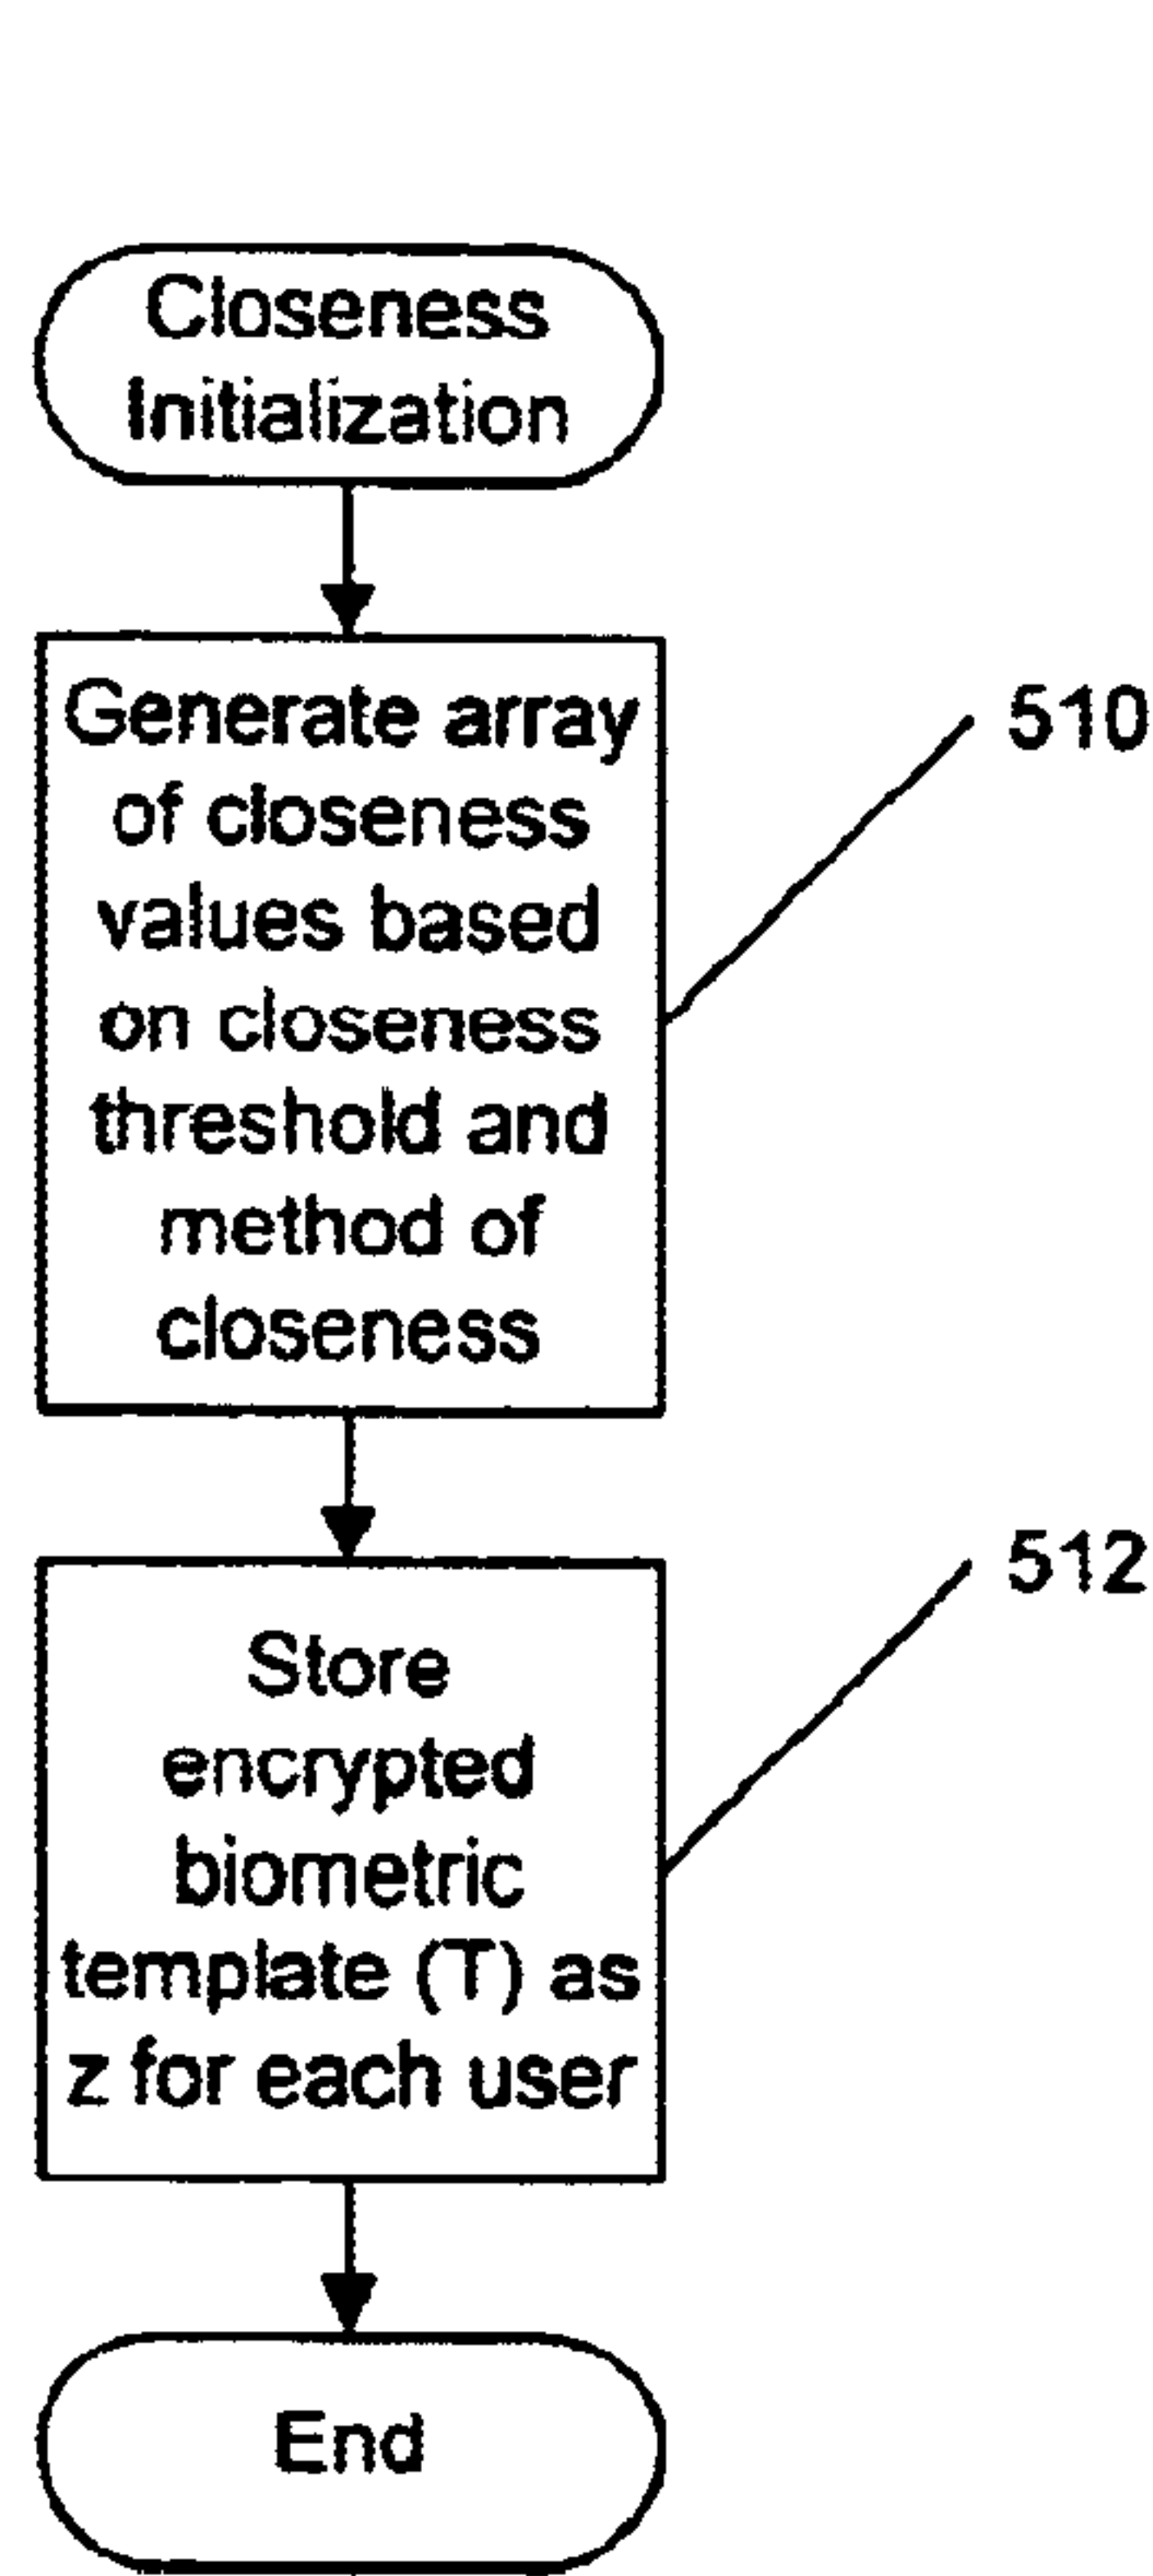 Closeness
Initialization
Generate array
of closeness
values based
on closeness
threshold and
method of
closeness
510
Store
encrypted
biometric
template (T) as
z for each user
512
End